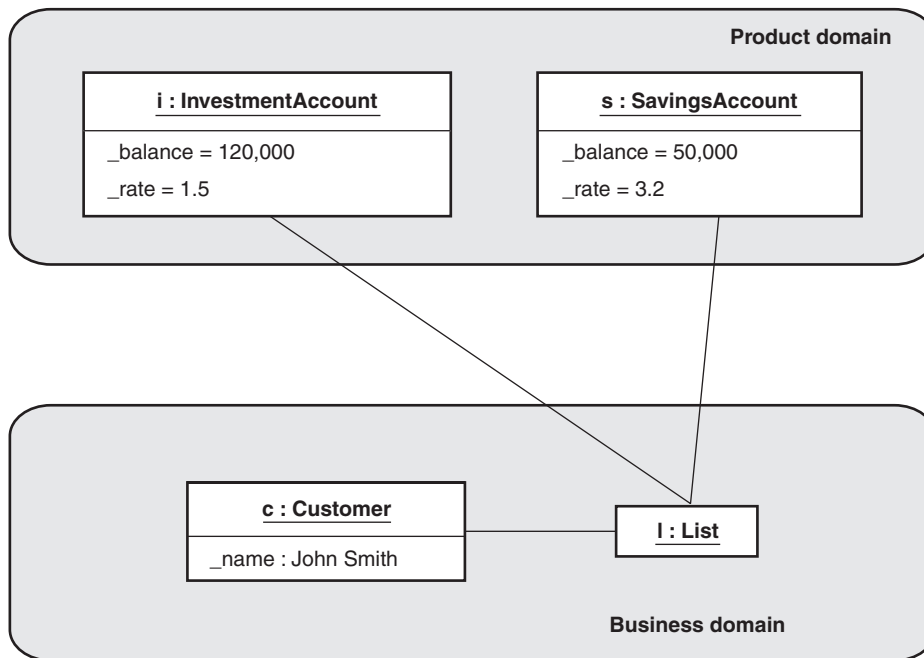 Product domain
i : InvestmentAccount
_balance = 120,000
_rate = 1.5
s : SavingsAccount
_balance = 50,000
_rate = 3.2
c : Customer
_name : John Smith
l : List
Business domain